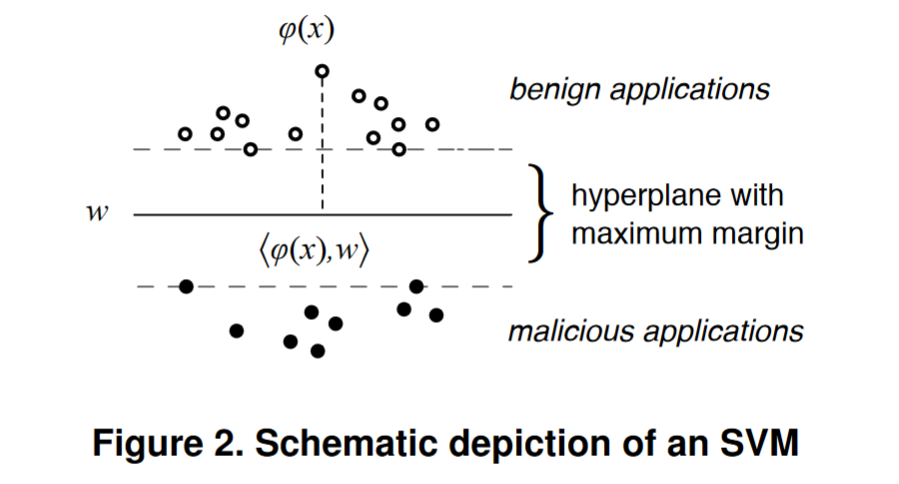 φ(x)
benign applications
w
hyperplane with
maximum margin
⟨φ(x),w⟩
malicious applications
Figure 2. Schematic depiction of an SVM